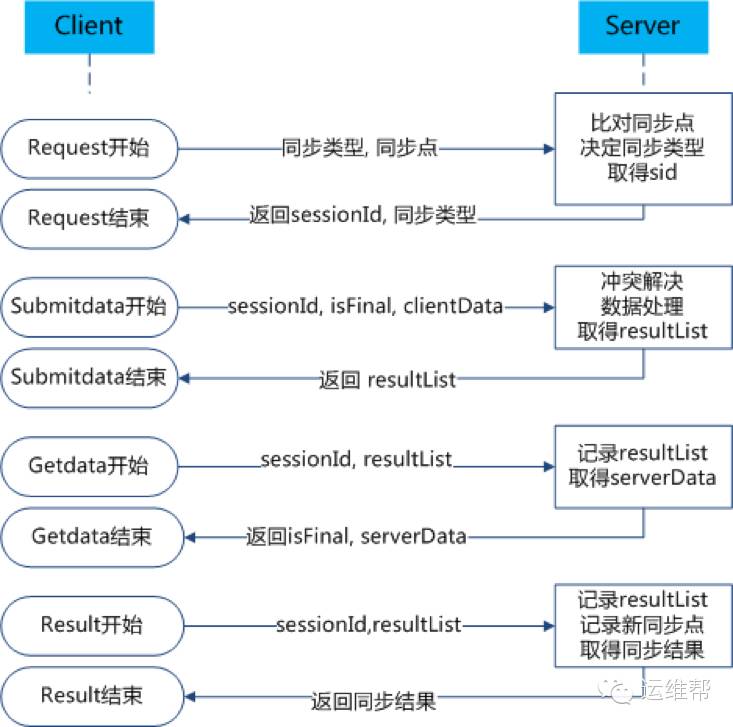 Client
Server
Request开始
同步类型, 同步点
比对同步点
决定同步类型
取得sid
Request结束
返回sessionId, 同步类型
Submitdata开始
sessionId, isFinal, clientData
冲突解决
数据处理
取得resultList
Submitdata结束
返回 resultList
Getdata开始
sessionId, resultList
记录resultList
取得serverData
Getdata结束
返回isFinal, serverData
Result开始
sessionId,resultList
记录resultList
记录新同步点
取得同步结果
Result结束
返回同步结果
运维帮